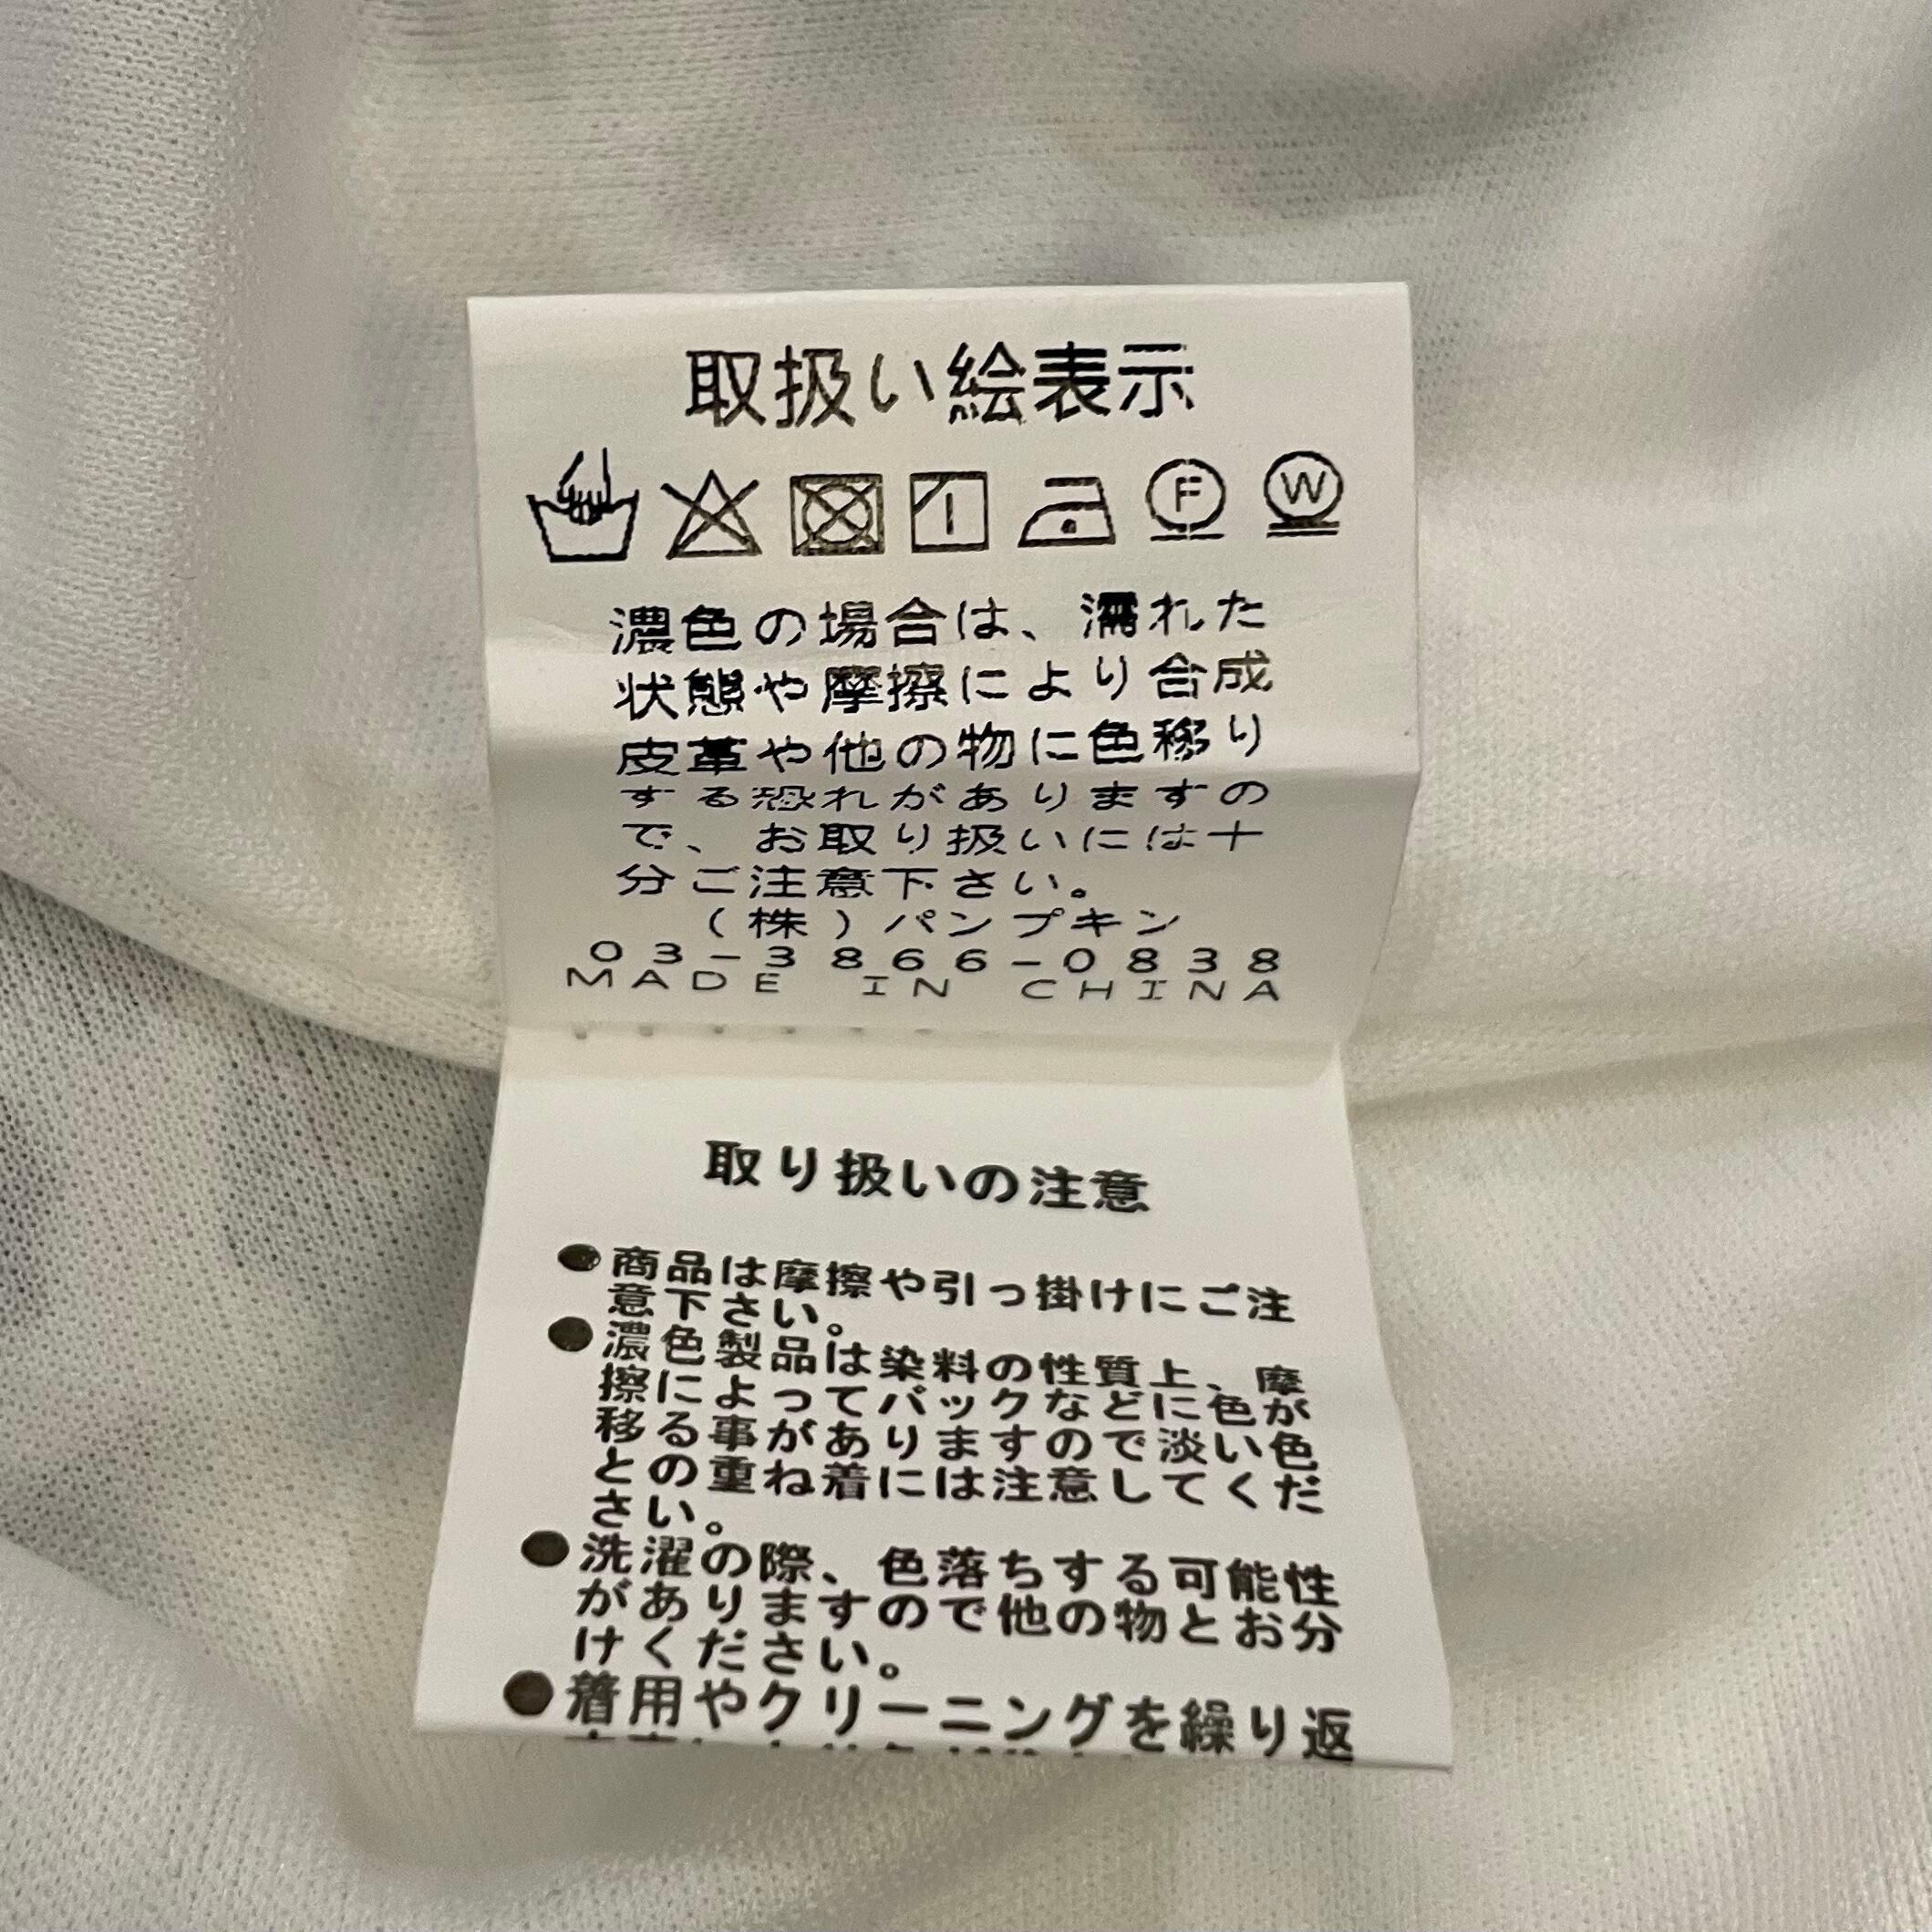 取扱い絵表示
F W
濃色の場合は、濡れた
状態や摩擦により合成
皮革や他の物に色移り
する恐れがありますの
で、お取り扱いには十
分ご注意下さい。
(株)パンプキン
03-3866-0838
MADE IN CHINA
取り扱いの注意
●商品は摩擦や引っ掛けにご注
意下さい。
●濃色製品は染料の性質上、摩
擦によってバックなどに色が
移る事がありますので淡い色
との重ね着には注意してくだ
さい。
●洗濯の際、色落ちする可能性
がありますので他の物とお分
けください。
●着用やクリーニングを繰り返